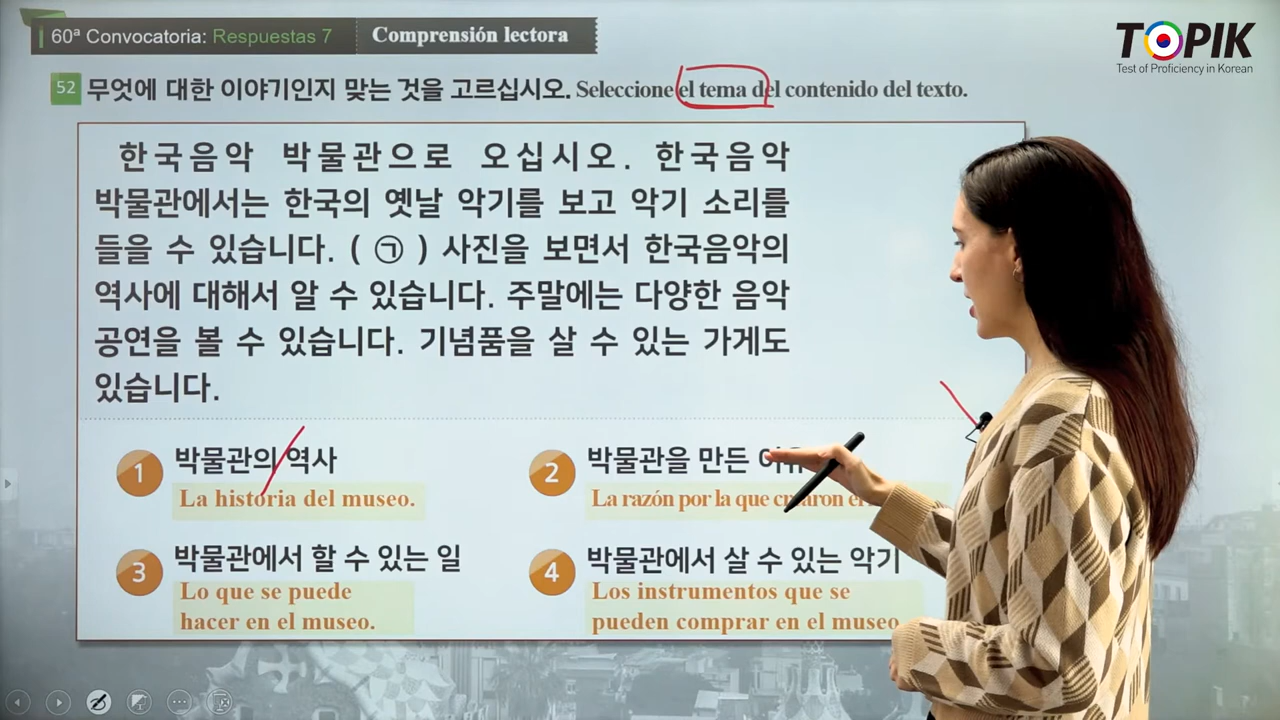 60ª Convocatoria: Respuestas 7 Comprensión lectora
TOPIK
Test of Proficiency in Korean
52 무엇에 대한 이야기인지 맞는 것을 고르십시오. Seleccione el tema del contenido del texto.
한국음악 박물관으로 오십시오. 한국음악
박물관에서는 한국의 옛날 악기를 보고 악기 소리를
들을 수 있습니다. ( ㉠ ) 사진을 보면서 한국음악의
역사에 대해서 알 수 있습니다. 주말에는 다양한 음악
공연을 볼 수 있습니다. 기념품을 살 수 있는 가게도
있습니다.
1 박물관의 역사
La historia del museo.
2 박물관을 만든
La razón por la que
3 박물관에서 할 수 있는 일
Lo que se puede
hacer en el museo.
4 박물관에서 살 수 있는 악기
Los instrumentos que se
pueden comprar en el museo